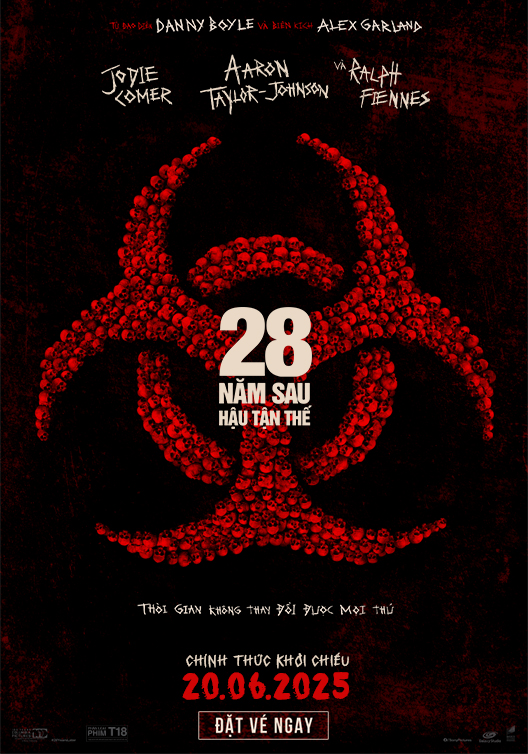 TỪ ĐẠO DIỄN DANNY BOYLE VÀ BIÊN KỊCH ALEX GARLAND
JODIE COMER
AARON TAYLOR-JOHNSON
VÀ RALPH FIENNES
28
NĂM SAU
HẬU TẬN THẾ
THỜI GIAN KHÔNG THAY ĐỔI ĐƯỢC MỌI THỨ
CHÍNH THỨC KHỞI CHIẾU
20.06.2025
ĐẶT VÉ NGAY
PHIM T18